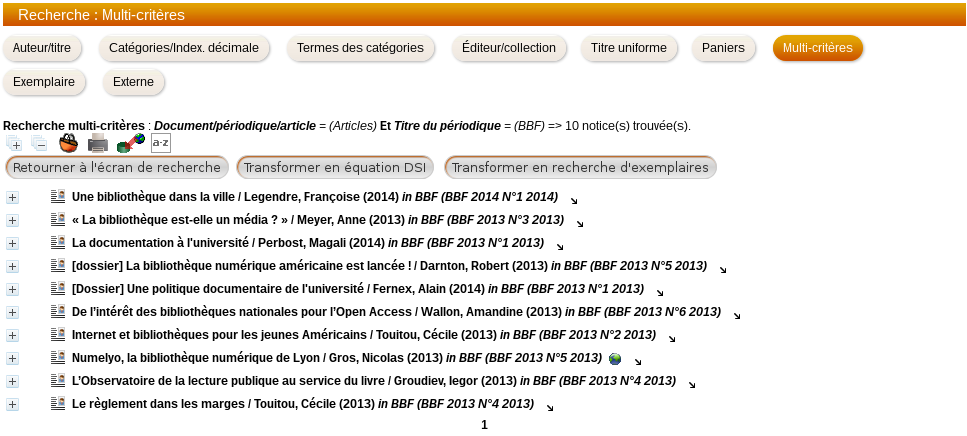 Recherche : Multi-critères
Auteur/titre Catégories/Index. décimale Termes des catégories Éditeur/collection Titre uniforme Paniers Multi-critères
Exemplaire Externe
Recherche multi-critères : Document/périodique/article = (Articles) Et Titre du périodique = (BBF) => 10 notice(s) trouvée(s).
a-z
Retourner à l'écran de recherche Transformer en équation DSI Transformer en recherche d'exemplaires
Une bibliothèque dans la ville / Legendre, Françoise (2014) in BBF (BBF 2014 N°1 2014)
« La bibliothèque est-elle un média ? » / Meyer, Anne (2013) in BBF (BBF 2013 N°3 2013)
La documentation à l'université / Perbost, Magali (2014) in BBF (BBF 2013 N°1 2013)
[dossier] La bibliothèque numérique américaine est lancée ! / Darnton, Robert (2013) in BBF (BBF 2013 N°5 2013)
[Dossier] Une politique documentaire de l'université / Fernex, Alain (2014) in BBF (BBF 2013 N°1 2013)
De l’intérêt des bibliothèques nationales pour l’Open Access / Wallon, Amandine (2013) in BBF (BBF 2013 N°6 2013)
Internet et bibliothèques pour les jeunes Américains / Touitou, Cécile (2013) in BBF (BBF 2013 N°2 2013)
Numelyo, la bibliothèque numérique de Lyon / Gros, Nicolas (2013) in BBF (BBF 2013 N°5 2013)
L’Observatoire de la lecture publique au service du livre / Groudiev, Iegor (2013) in BBF (BBF 2013 N°4 2013)
Le règlement dans les marges / Touitou, Cécile (2013) in BBF (BBF 2013 N°4 2013)
1